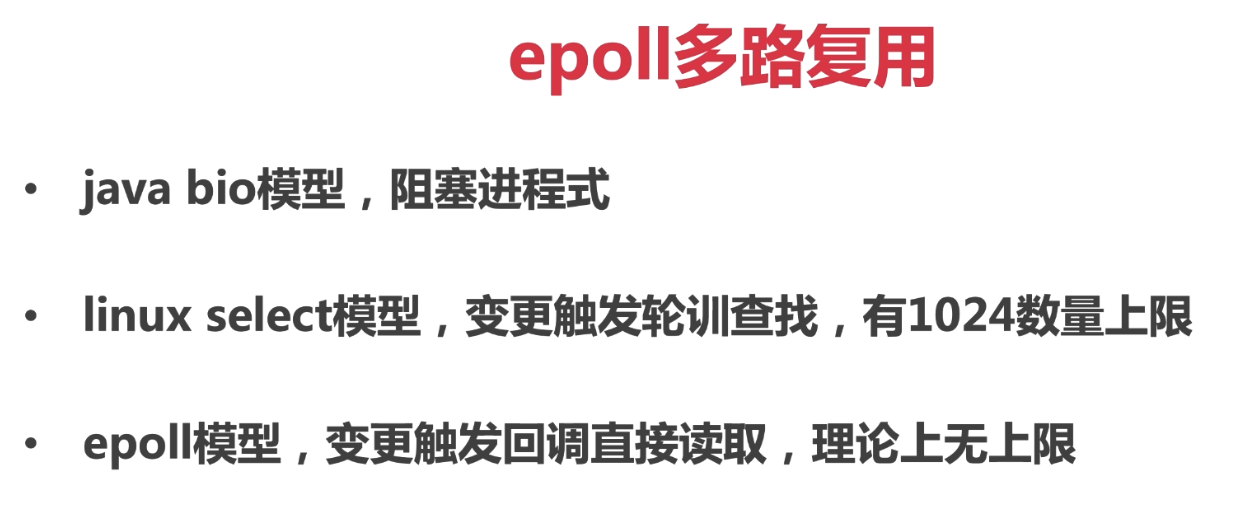 epoll多路复用
• java bio模型，阻塞进程式
• linux select模型，变更触发轮训查找，有1024数量上限
• epoll模型，变更触发回调直接读取，理论上无上限